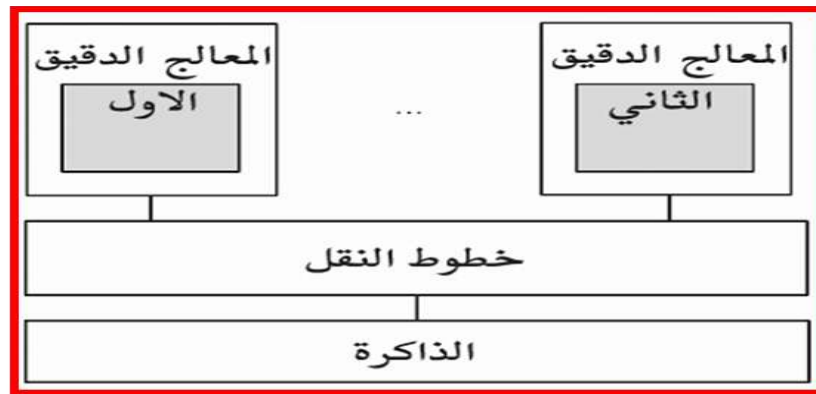 المعالج الدقيق
الثاني
...
المعالج الدقيق
الاول
خطوط النقل
الذاكرة